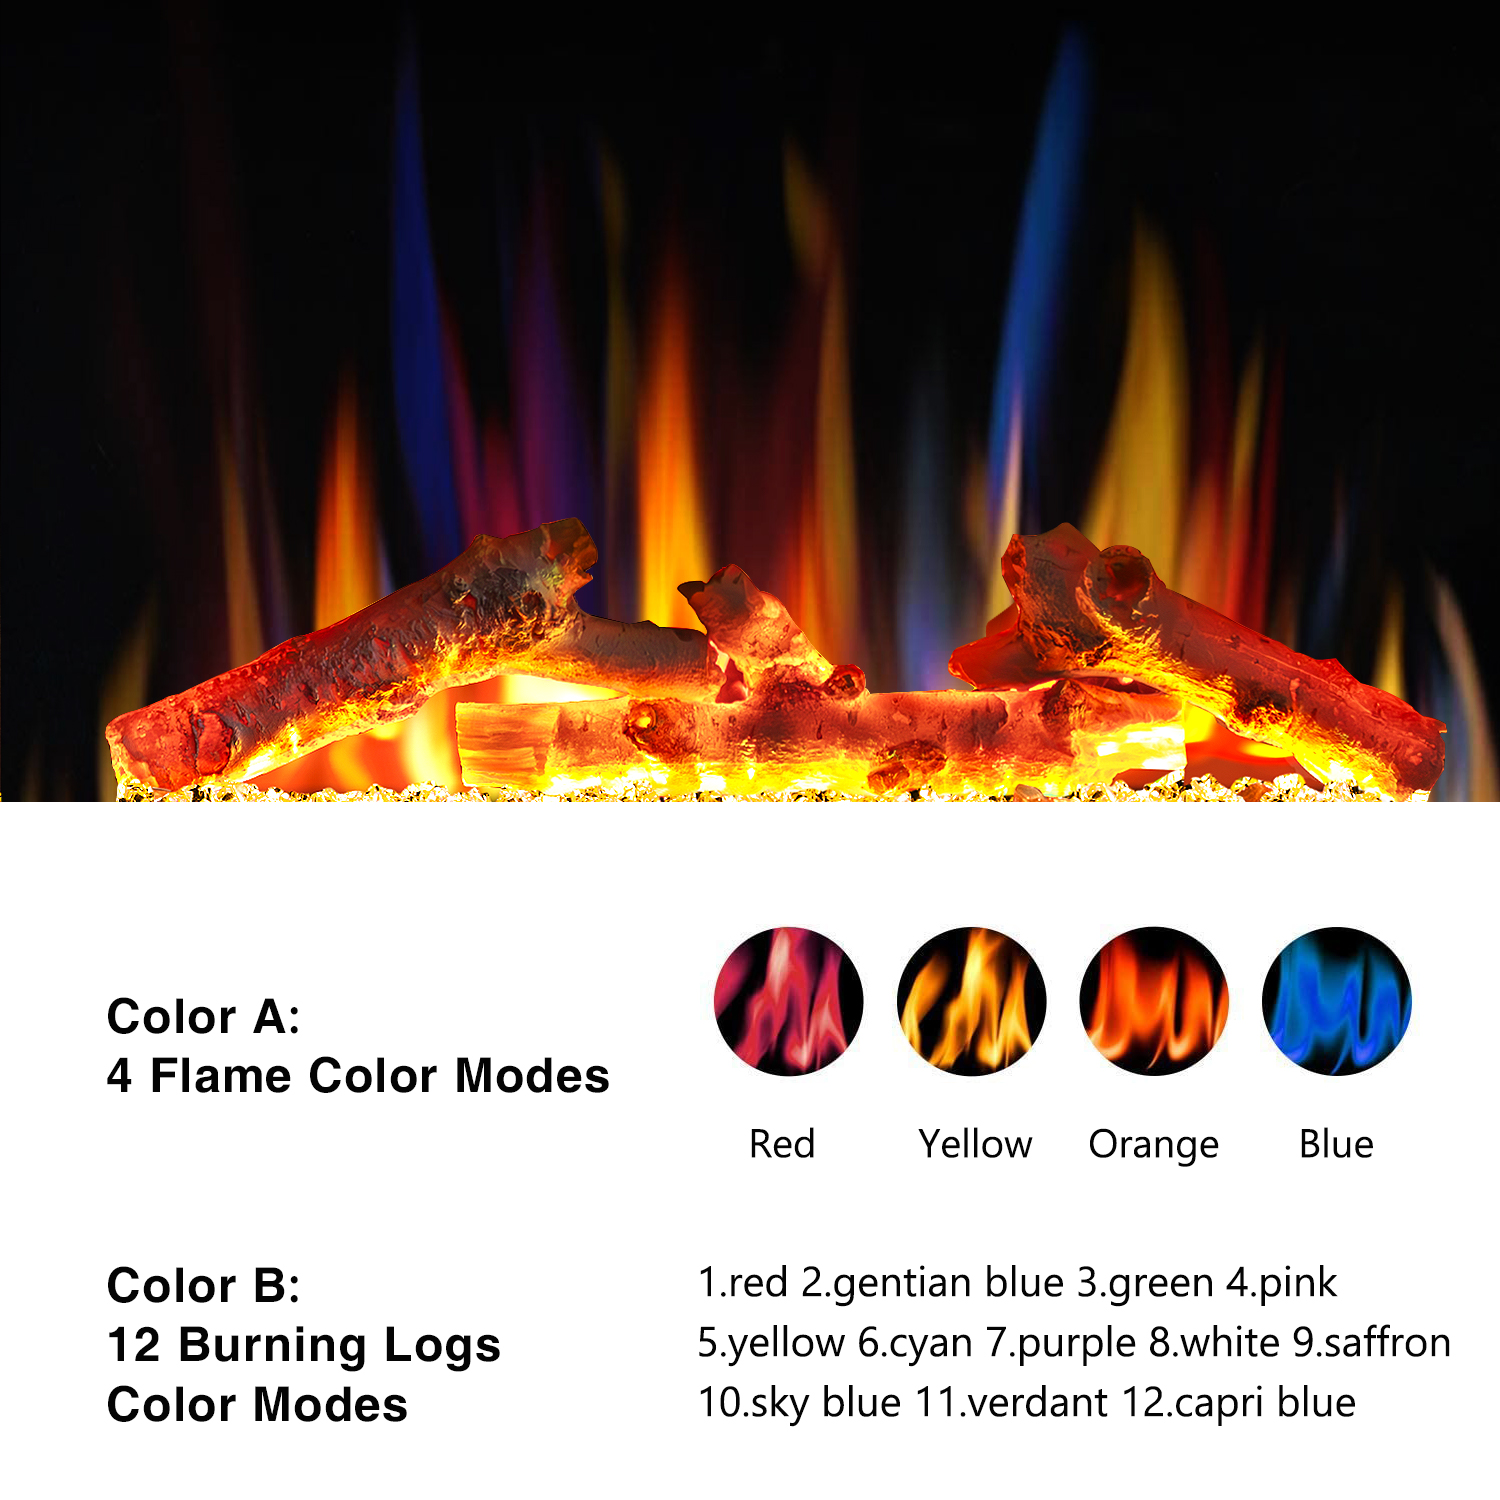 Color A:
4 Flame Color Modes
Red
Yellow
Orange
Blue
Color B:
12 Burning Logs
Color Modes
1.red 2.gentian blue 3.green 4.pink
5.yellow 6.cyan 7.purple 8.white 9.saffron
10.sky blue 11.verdant 12.capri blue